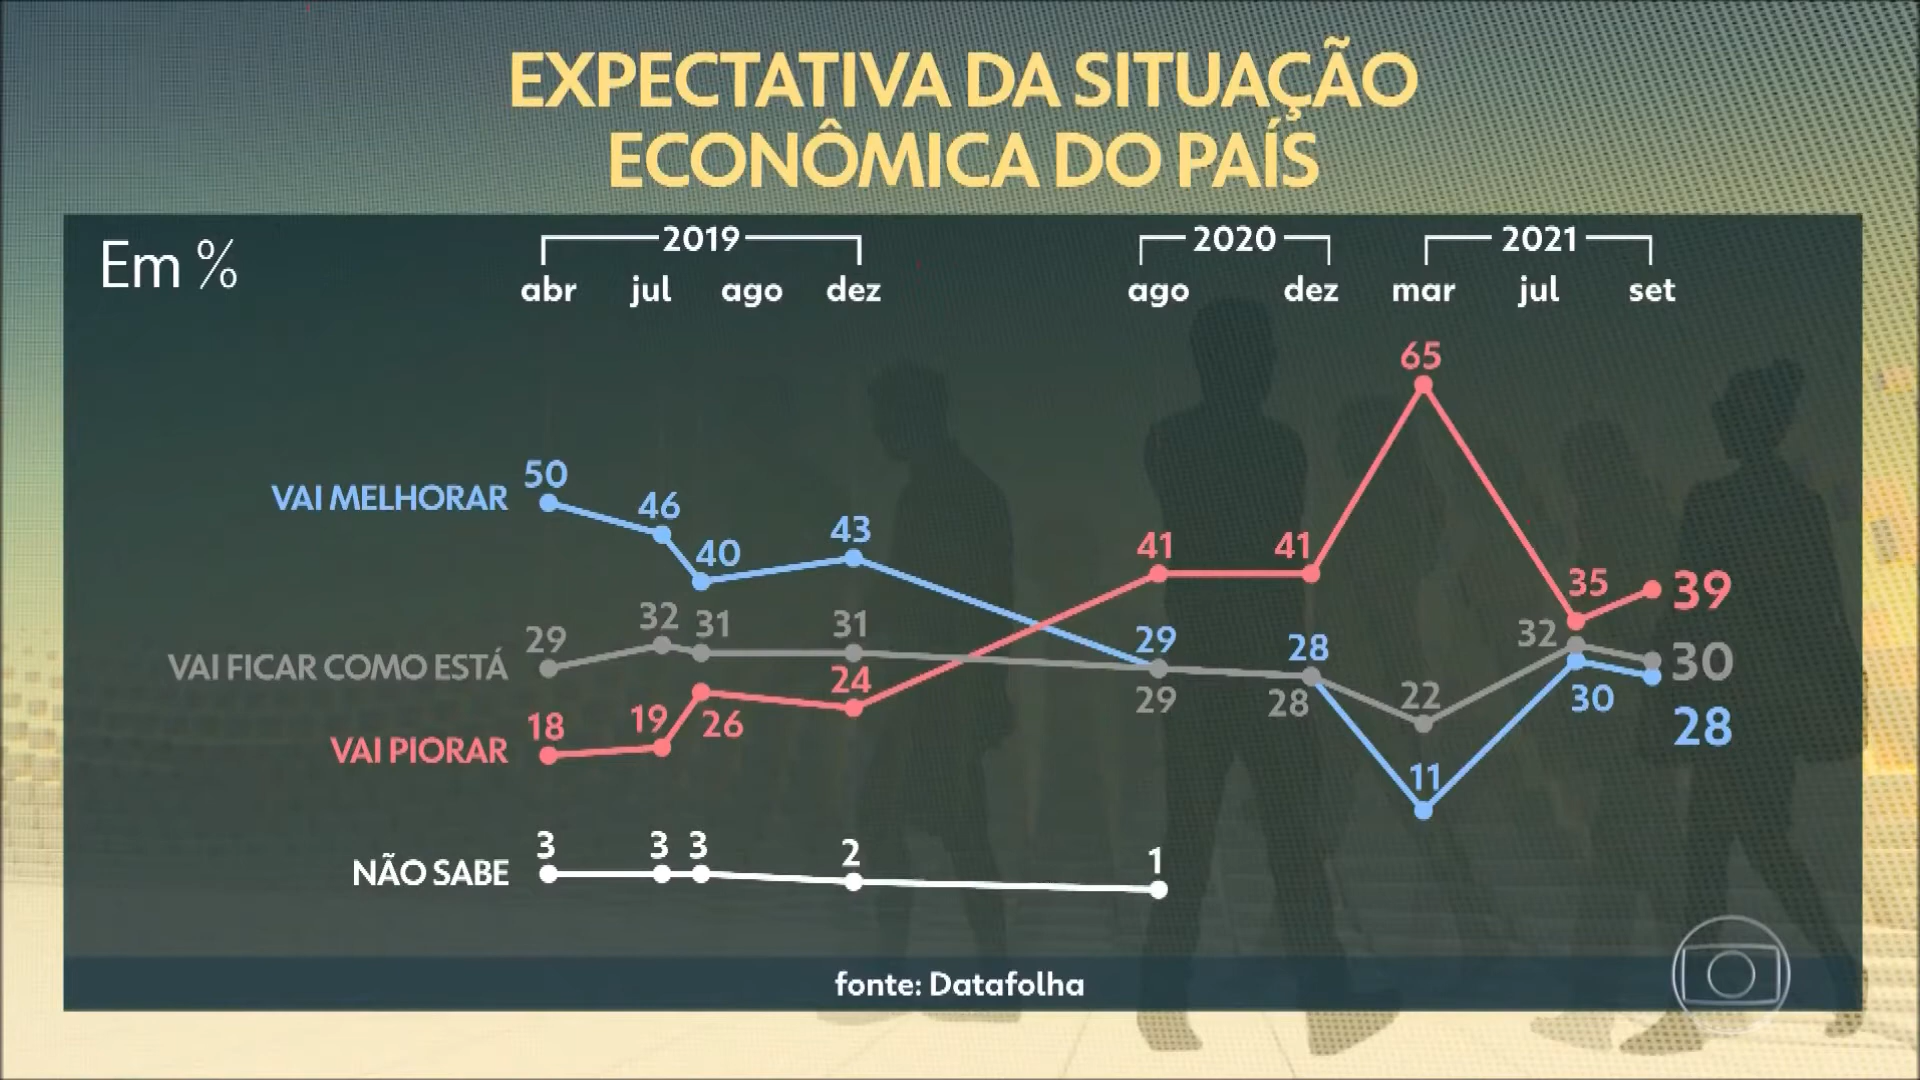 EXPECTATIVA DA SITUAÇÃO
ECONÔMICA DO PAÍS
Em %
2019 2020 2021
abr jul ago dez ago dez mar jul set
65
VAI MELHORAR 50 46 40 43 29 28 11 30 28
VAI FICAR COMO ESTÁ 29 32 31 31 29 28 22 32 30
VAI PIORAR 18 19 26 24 41 41 35 39
NÃO SABE 3 3 3 2 1
fonte: Datafolha